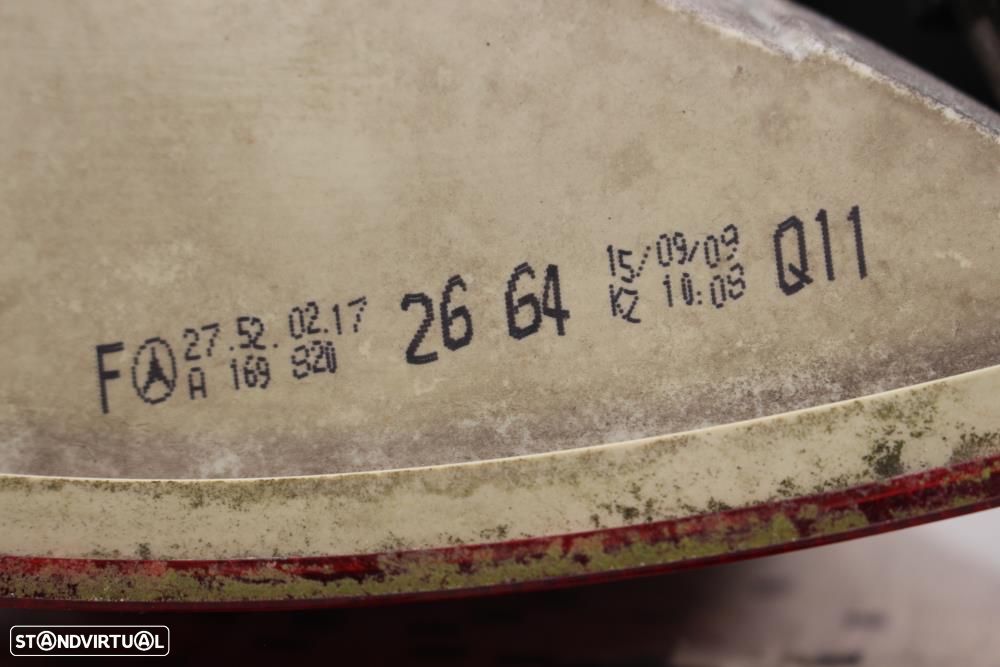 F 27.52.02.17 26 64 15/09/09 Q11
A 169 820 KZ 10:08
STANDVIRTUAL